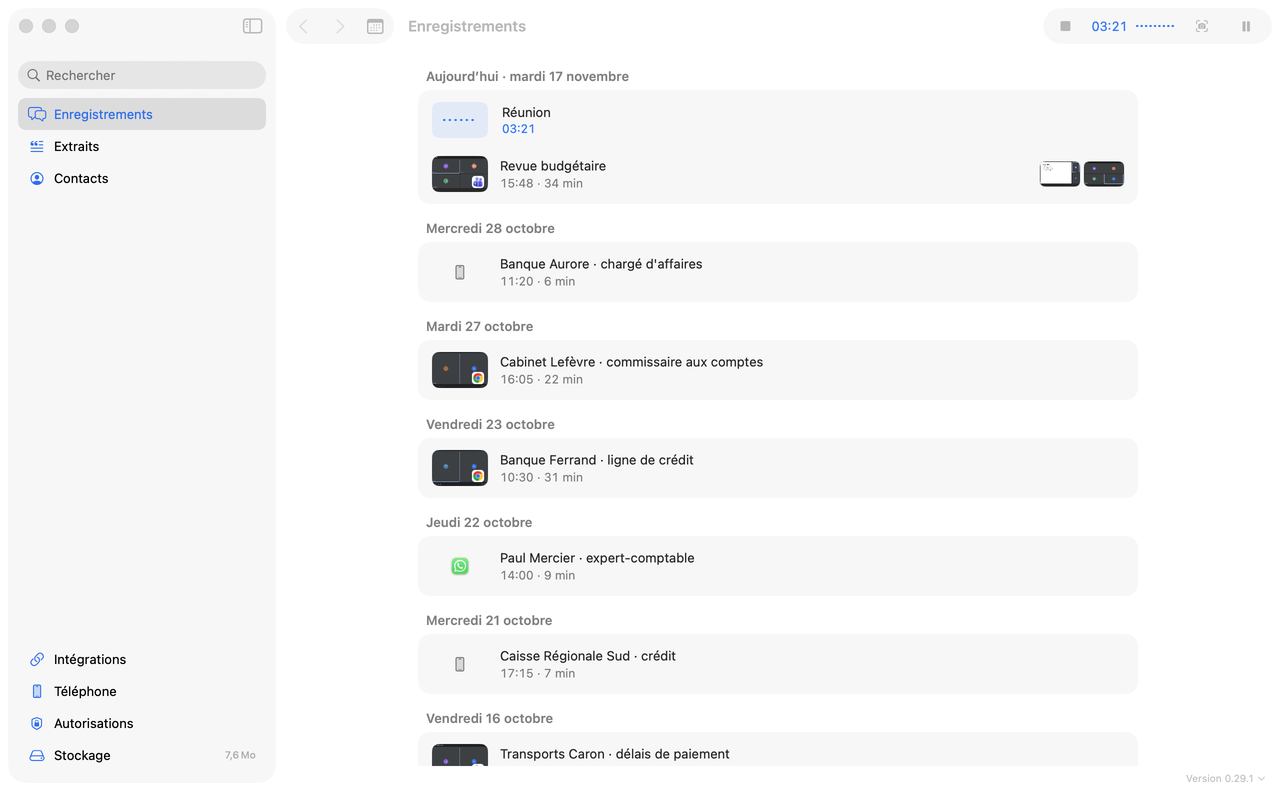 Rechercher
Enregistrements
Extraits
Contacts
Intégrations
Téléphone
Autorisations
Stockage 7,6 Mo
Enregistrements
03:21
Aujourd’hui · mardi 17 novembre
Réunion
03:21
Revue budgétaire
15:48 · 34 min
Mercredi 28 octobre
Banque Aurore · chargé d'affaires
11:20 · 6 min
Mardi 27 octobre
Cabinet Lefèvre · commissaire aux comptes
16:05 · 22 min
Vendredi 23 octobre
Banque Ferrand · ligne de crédit
10:30 · 31 min
Jeudi 22 octobre
Paul Mercier · expert-comptable
14:00 · 9 min
Mercredi 21 octobre
Caisse Régionale Sud · crédit
17:15 · 7 min
Vendredi 16 octobre
Transports Caron · délais de paiement
Version 0.29.1